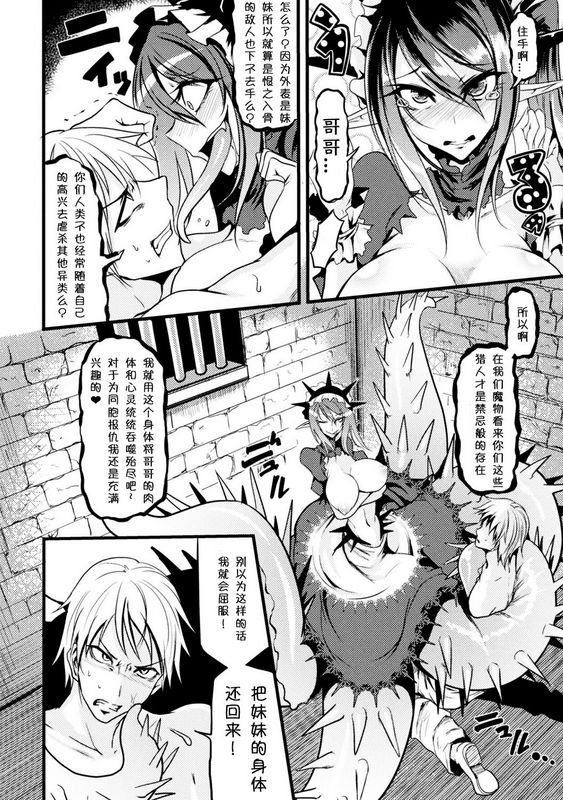 住手啊…
哥哥…
怎么了?因为外表是妹
妹所以就算是恨之入骨
的敌人也下不去手么?
你们人类不也经常随着自己
的高兴去虐杀其他异类么?
所以啊
在我们魔物看来你们这些
猎人才是禁忌般的存在
我就用这个身体将哥哥的肉
体和心灵统统吞噬殆尽吧~
对于为同胞报仇我还是充满
兴趣的♥
别以为这样的话
我就会屈服!
把妹妹的身体
还回来!